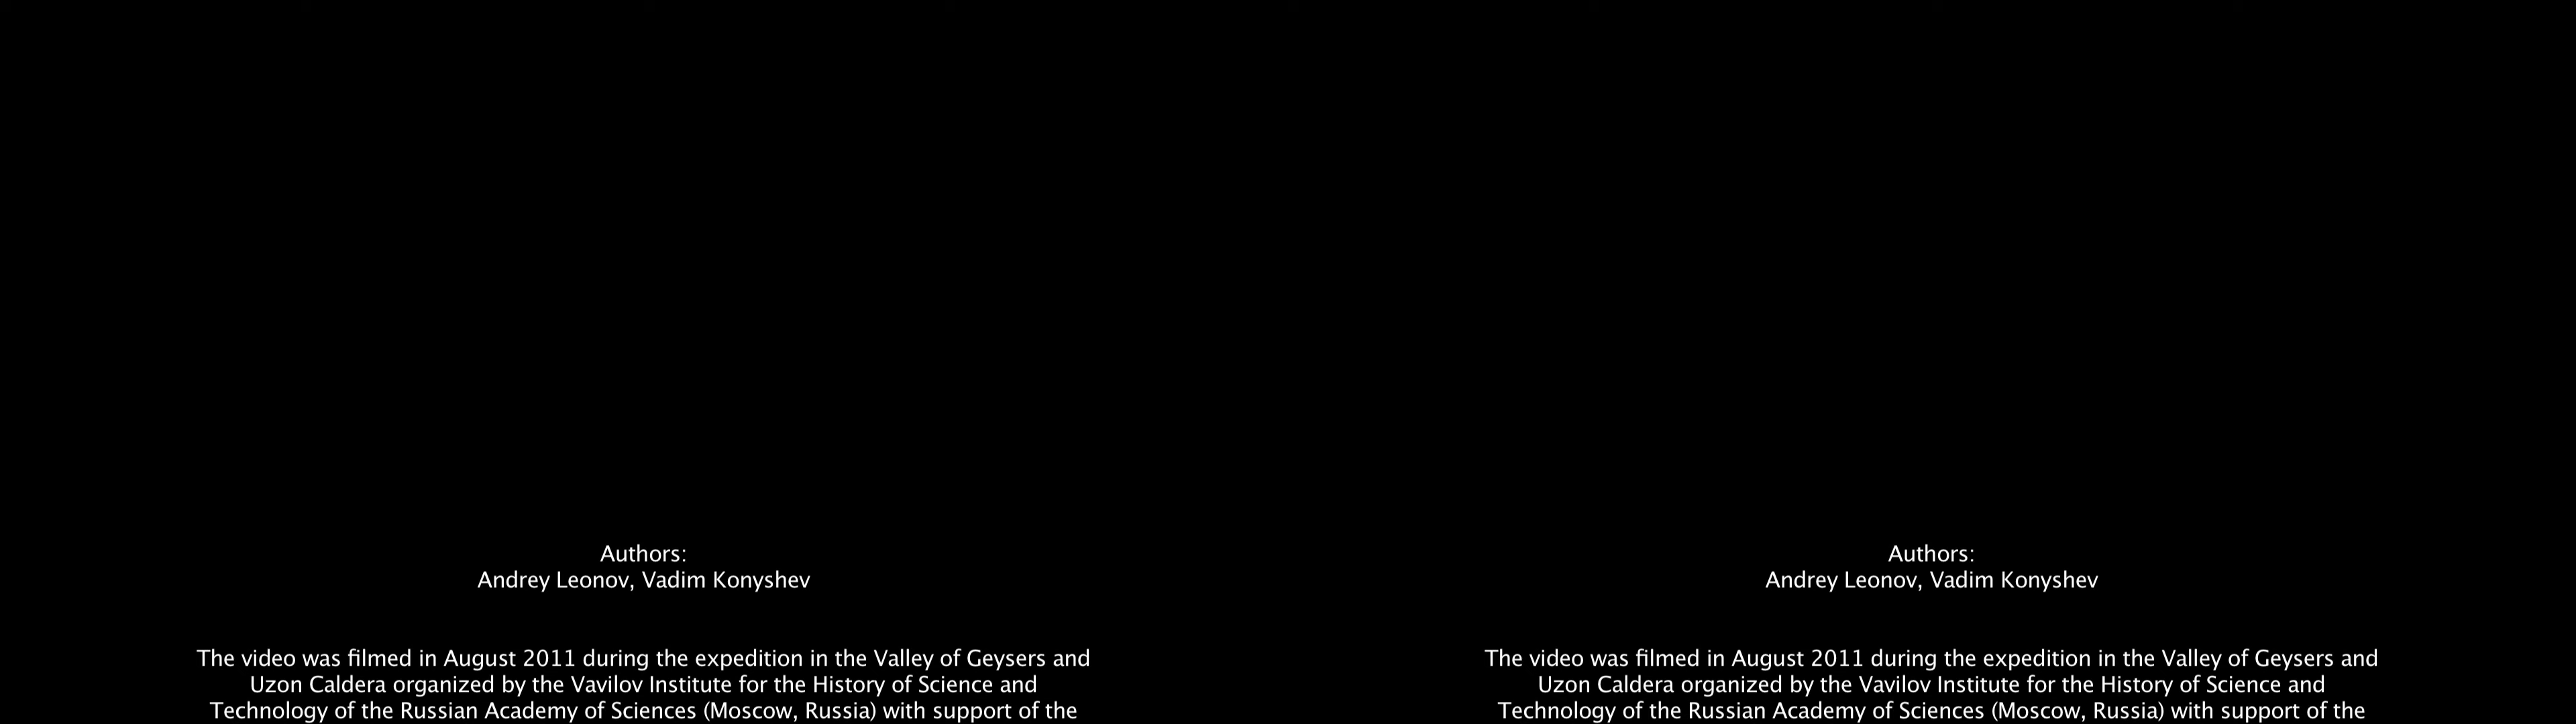 Authors:
Andrey Leonov, Vadim Konyshev
The video was filmed in August 2011 during the expedition in the Valley of Geysers and
Uzon Caldera organized by the Vavilov Institute for the History of Science and
Technology of the Russian Academy of Sciences (Moscow, Russia) with support of the
Authors:
Andrey Leonov, Vadim Konyshev
The video was filmed in August 2011 during the expedition in the Valley of Geysers and
Uzon Caldera organized by the Vavilov Institute for the History of Science and
Technology of the Russian Academy of Sciences (Moscow, Russia) with support of the